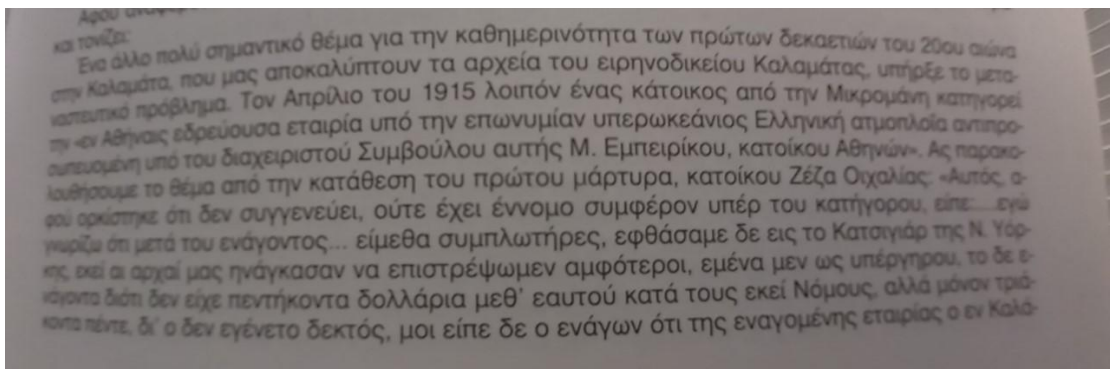 Αφού
και τονίζει:
Ένα άλλο πολύ σημαντικό θέμα για την καθημερινότητα των πρώτων δεκαετιών του 20ου αιώνα
στην Καλαμάτα, που μας αποκαλύπτουν τα αρχεία του ειρηνοδικείου Καλαμάτας, υπήρξε το μετα-
ναστευτικό πρόβλημα. Τον Απρίλιο του 1915 λοιπόν ένας κάτοικος από την Μικρομάνη κατηγορεί
την «εν Αθήναις εδρεύουσα εταιρία υπό την επωνυμίαν υπερωκεάνιος Ελληνική ατμοπλοΐα αντιπρο-
σωπευομένη υπό του διαχειριστού Συμβούλου αυτής Μ. Εμπειρίκου, κατοίκου Αθηνών». Ας παρακο-
λουθήσουμε το θέμα από την κατάθεση του πρώτου μάρτυρα, κατοίκου Ζέζα Οιχαλίας: «Αυτός, α-
φού ορκίστηκε ότι δεν συγγενεύει, ούτε έχει έννομο συμφέρον υπέρ του κατήγορου, είπε:....εγώ
γνωρίζω ότι μετά του ενάγοντος... είμεθα συμπλωτήρες, εφθάσαμε δε εις το Κατσιγιάρ της Ν. Υόρ-
κης, εκεί αι αρχαί μας ηνάγκασαν να επιστρέψωμεν αμφότεροι, εμένα μεν ως υπέργηρου, το δε ε-
νάγοντα διότι δεν είχε πεντήκοντα δολλάρια μεθ' εαυτού κατά τους εκεί Νόμους, αλλά μόνον τριά-
κοντα πέντε, δι' ο δεν εγένετο δεκτός, μοι είπε δε ο ενάγων ότι της εναγομένης εταιρίας ο εν Καλά-